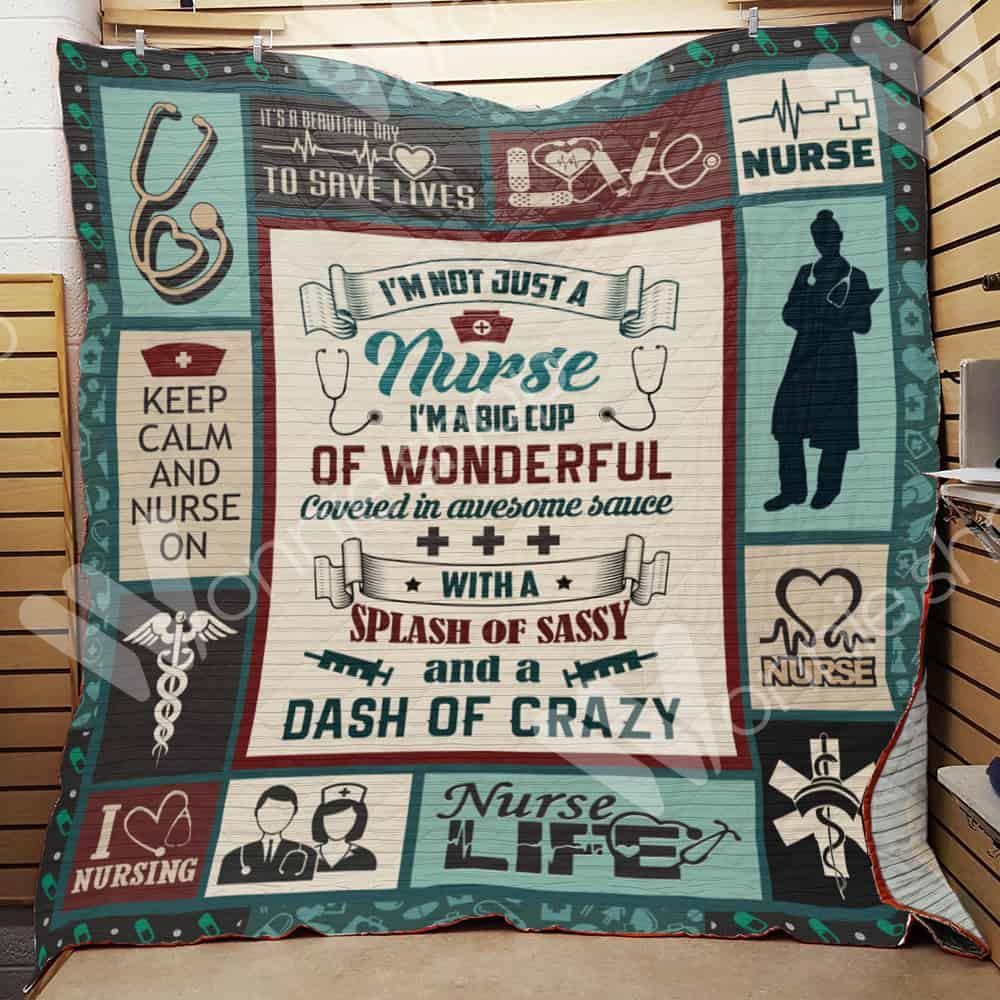 IT'S A BEAUTIFUL DAY
TO SAVE LIVES
LOVE
NURSE
I'M NOT JUST A
Nurse
I'M A BIG CUP
OF WONDERFUL
Covered in awesome sauce
WITH A
SPLASH OF SASSY
and a
DASH OF CRAZY
KEEP
CALM
AND
NURSE
ON
NURSE
I
NURSING
Nurse
LIFE